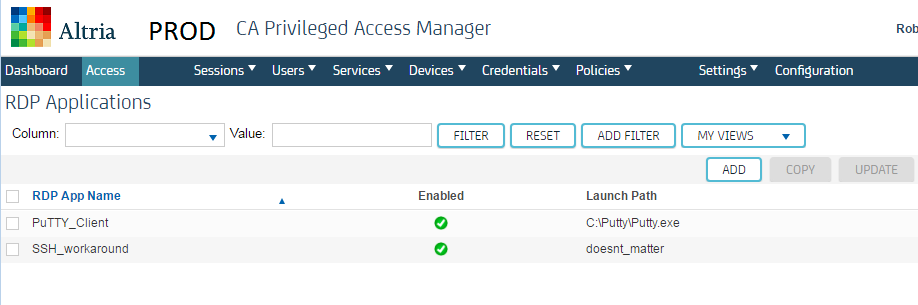 Altria PROD CA Privileged Access Manager Rob
Dashboard Access Sessions Users Services Devices Credentials Policies Settings Configuration
RDP Applications
Column: Value: FILTER RESET ADD FILTER MY VIEWS
ADD COPY UPDATE
RDP App Name Enabled Launch Path
PuTTY_Client C:\Putty\Putty.exe
SSH_workaround doesnt_matter